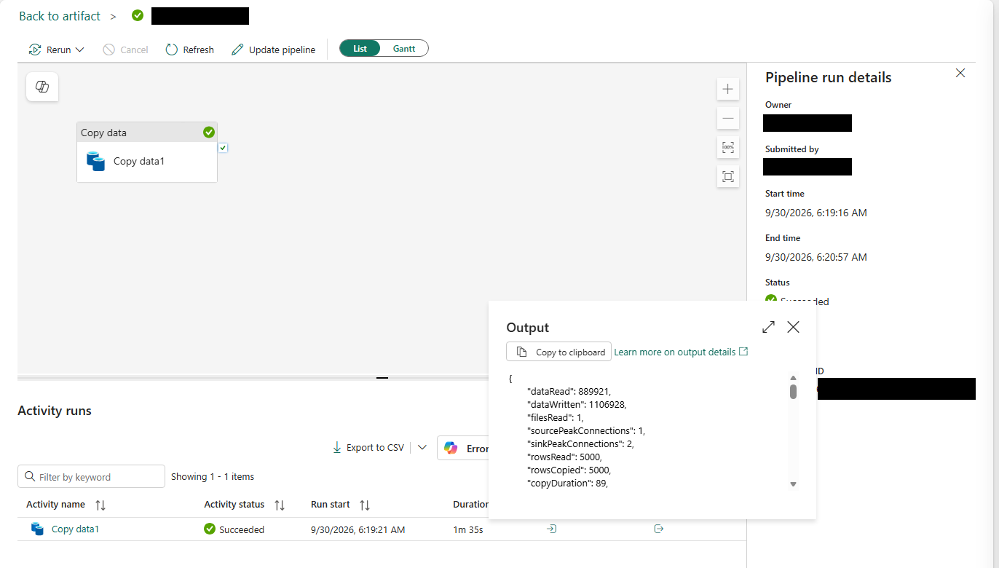 Back to artifact >
Rerun Cancel Refresh Update pipeline List Gantt
Copy data
Copy data1
100%
Pipeline run details
Owner
Submitted by
Start time
9/30/2026, 6:19:16 AM
End time
9/30/2026, 6:20:57 AM
Status
Succeeded
ID
Output
Copy to clipboard Learn more on output details
{
"dataRead": 889921,
"dataWritten": 1106928,
"filesRead": 1,
"sourcePeakConnections": 1,
"sinkPeakConnections": 2,
"rowsRead": 5000,
"rowsCopied": 5000,
"copyDuration": 89,
Activity runs
Export to CSV Error
Filter by keyword Showing 1 - 1 items
Activity name Activity status Run start Duration
Copy data1 Succeeded 9/30/2026, 6:19:21 AM 1m 35s